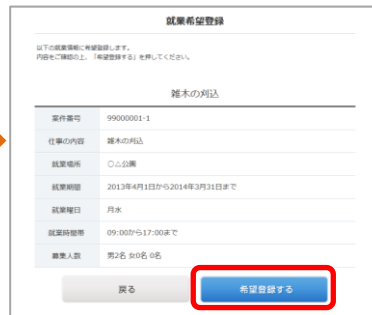 就業希望登録
以下の就業情報に希望登録します。
内容をご確認の上、「希望登録する」を押してください。
雑木の刈込
案件番号 99000001-1
仕事の内容 雑木の刈込
就業場所 〇△公園
就業期間 2013年4月1日から2014年3月31日まで
就業曜日 月水
就業時間帯 09:00から17:00まで
募集人数 男2名 女0名 0名
戻る 希望登録する